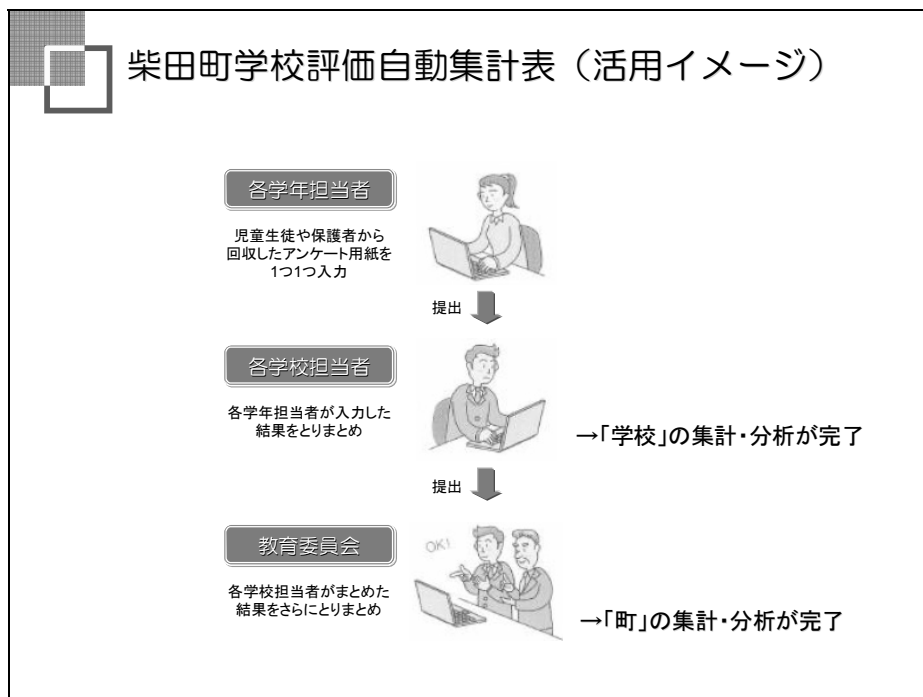 柴田町学校評価自動集計表（活用イメージ）
各学年担当者
児童生徒や保護者から
回収したアンケート用紙を
1つ1つ入力
提出
各学校担当者
各学年担当者が入力した
結果をとりまとめ
→「学校」の集計・分析が完了
提出
教育委員会
OK!
各学校担当者がまとめた
結果をさらにとりまとめ
→「町」の集計・分析が完了